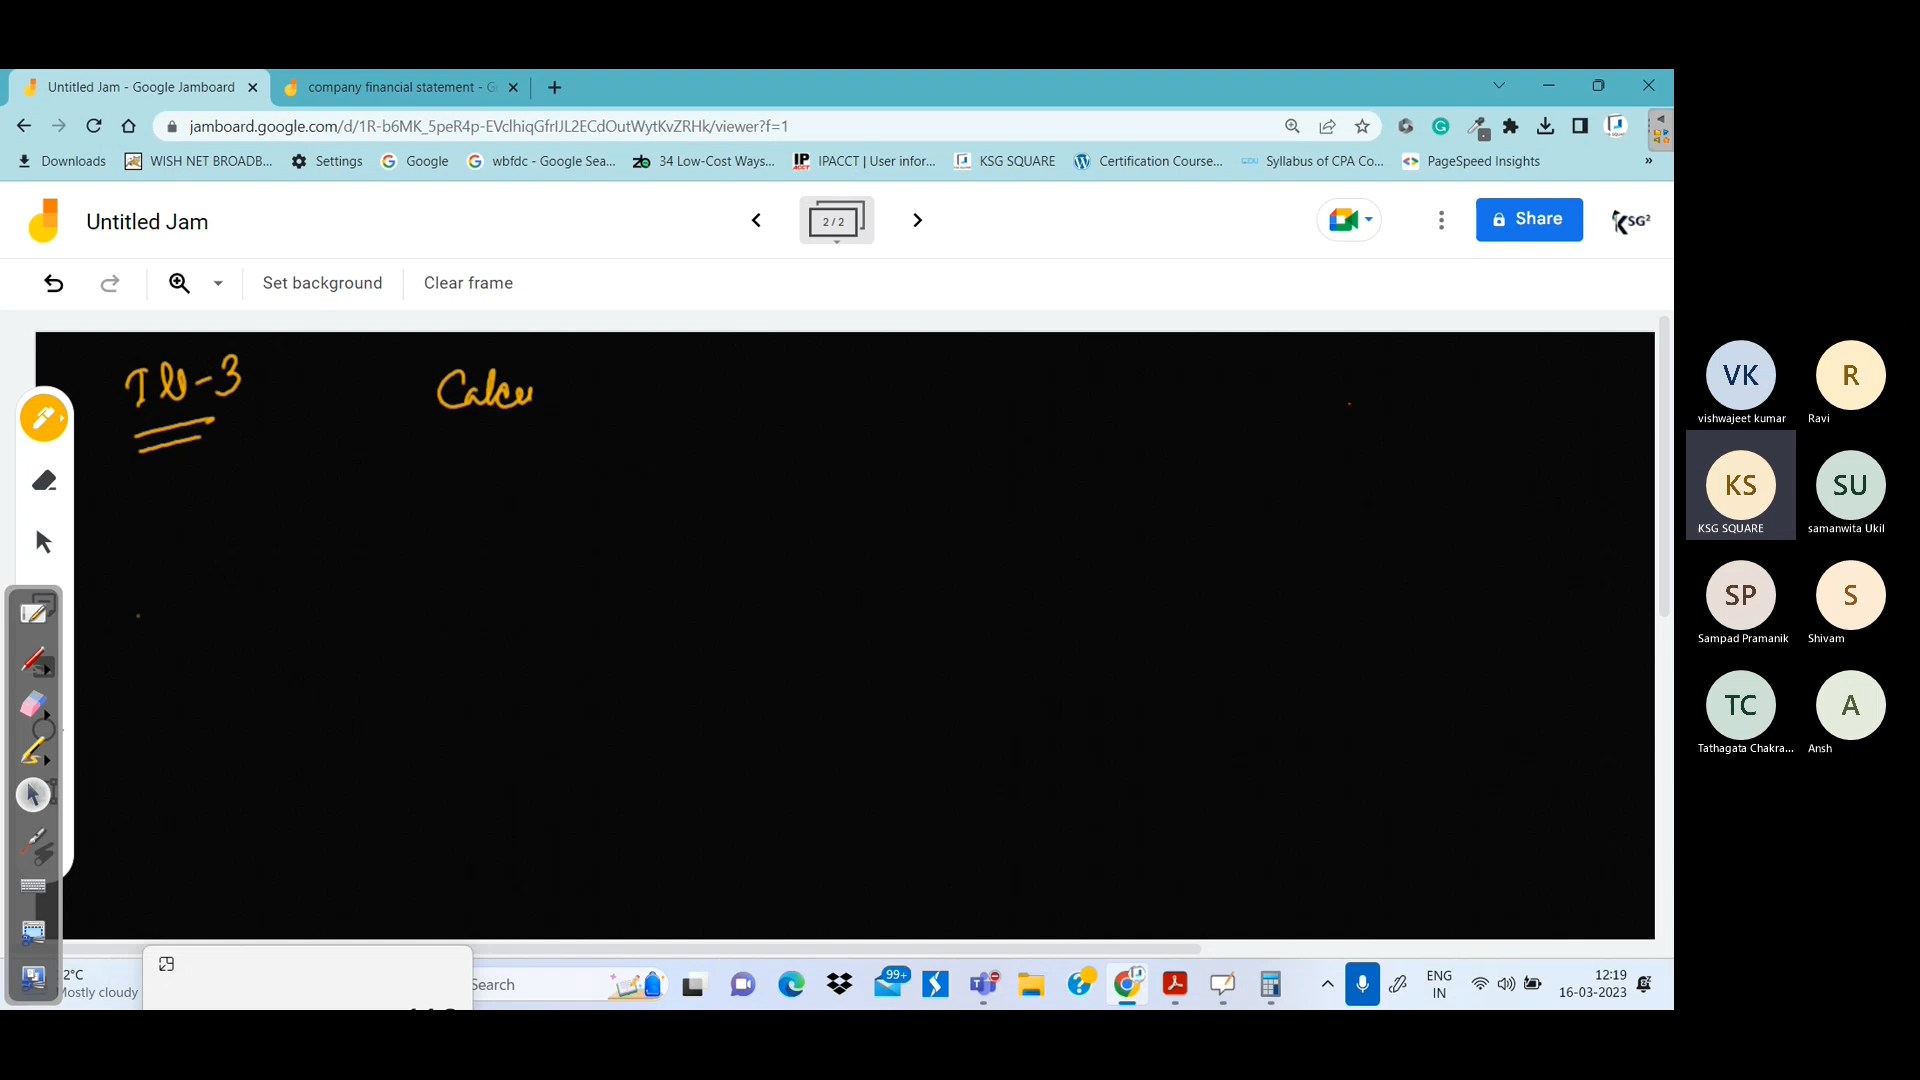 Untitled Jam - Google Jamboard
company financial statement - G
jamboard.google.com/d/1R-b6MK_5peR4p-EVclhiqGfrIJL2ECdOutWytKvZRHk/viewer?f=1
Downloads
WISH NET BROADB...
Settings
Google
wbfdc - Google Sea...
34 Low-Cost Ways...
IPACCT | User infor...
KSG SQUARE
Certification Course...
Syllabus of CPA Co...
PageSpeed Insights
»
Untitled Jam
2 / 2
Share
KSG²
Set background
Clear frame
Ill-3
Calcu
VK
vishwajeet kumar
R
Ravi
KS
KSG SQUARE
SU
samanwita Ukil
SP
Sampad Pramanik
S
Shivam
TC
Tathagata Chakra...
A
Ansh
2°C
Mostly cloudy
Search
99+
ENG
IN
12:19
16-03-2023